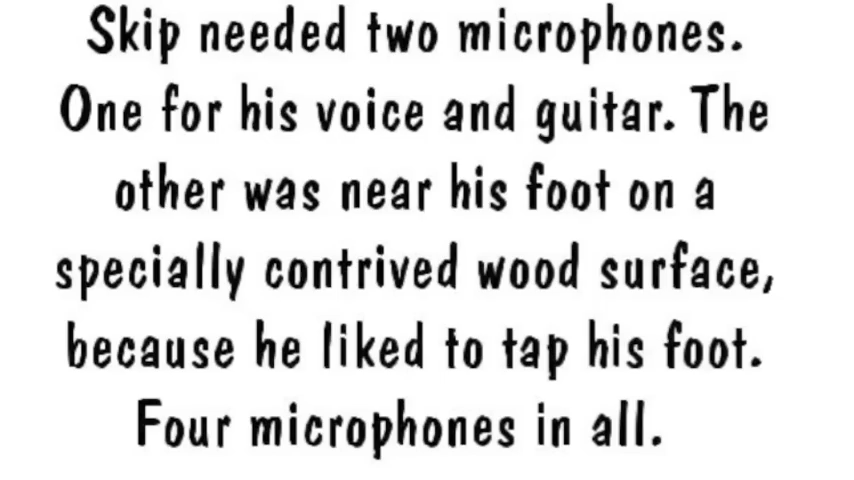 Skip needed two microphones.
One for his voice and guitar. The
other was near his foot on a
specially contrived wood surface,
because he liked to tap his foot.
Four microphones in all.